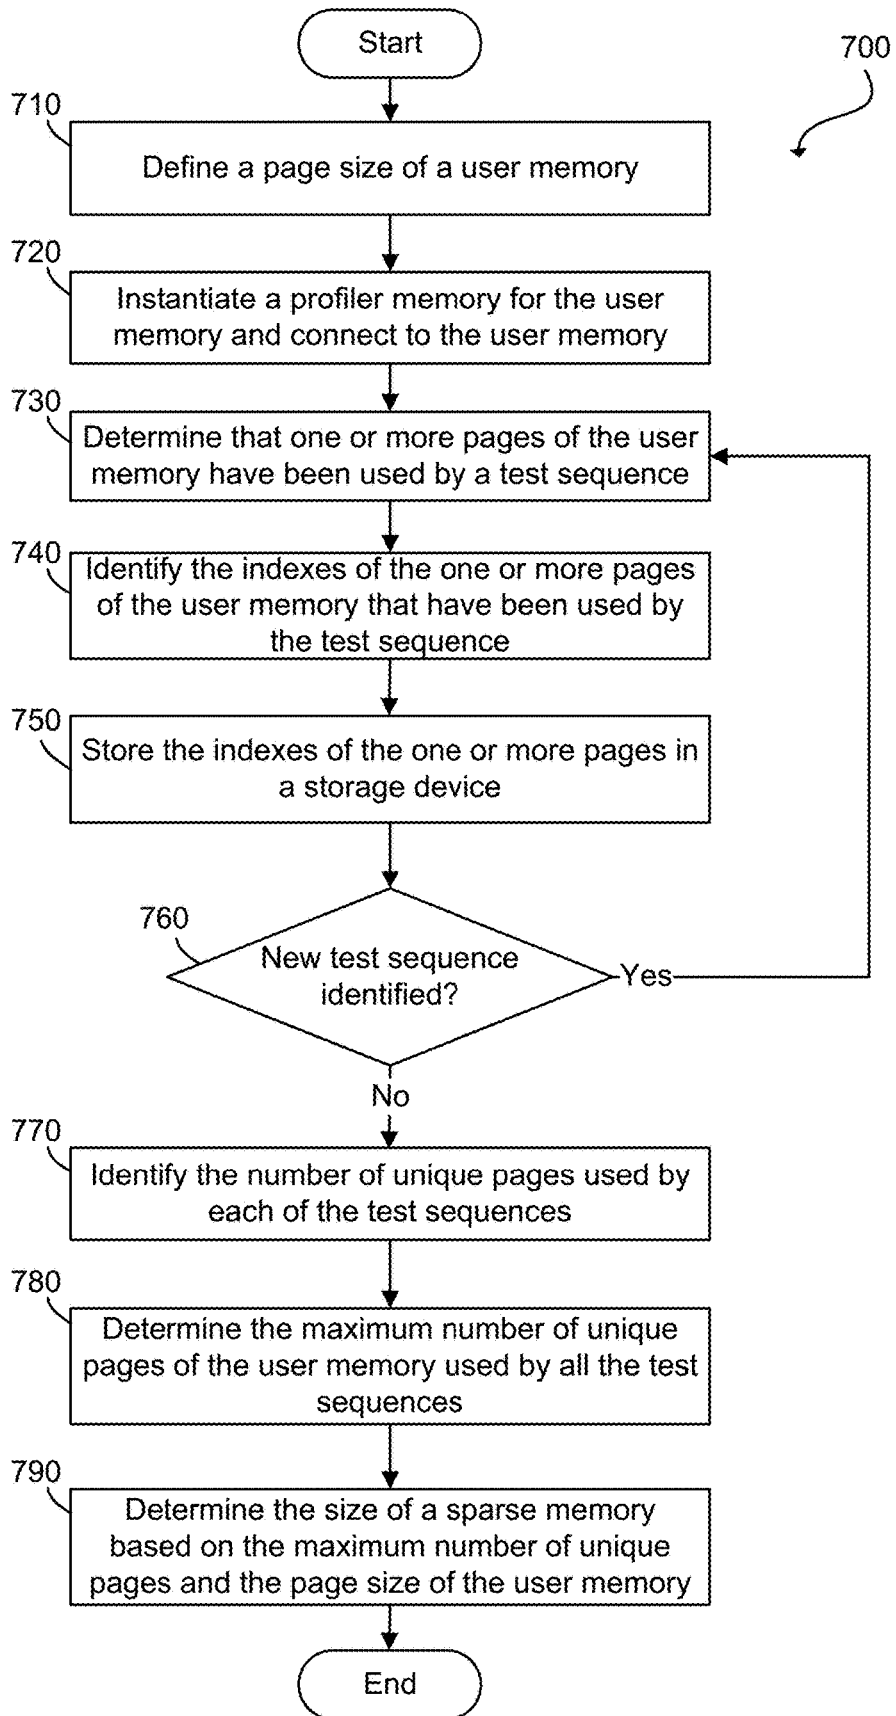 Start
700
710
Define a page size of a user memory
720
Instantiate a profiler memory for the user
memory and connect to the user memory
730
Determine that one or more pages of the user
memory have been used by a test sequence
740
Identify the indexes of the one or more pages
of the user memory that have been used by
the test sequence
750
Store the indexes of the one or more pages in
a storage device
760
New test sequence
identified?
Yes
No
770
Identify the number of unique pages used by
each of the test sequences
780
Determine the maximum number of unique
pages of the user memory used by all the test
sequences
790
Determine the size of a sparse memory
based on the maximum number of unique
pages and the page size of the user memory
End